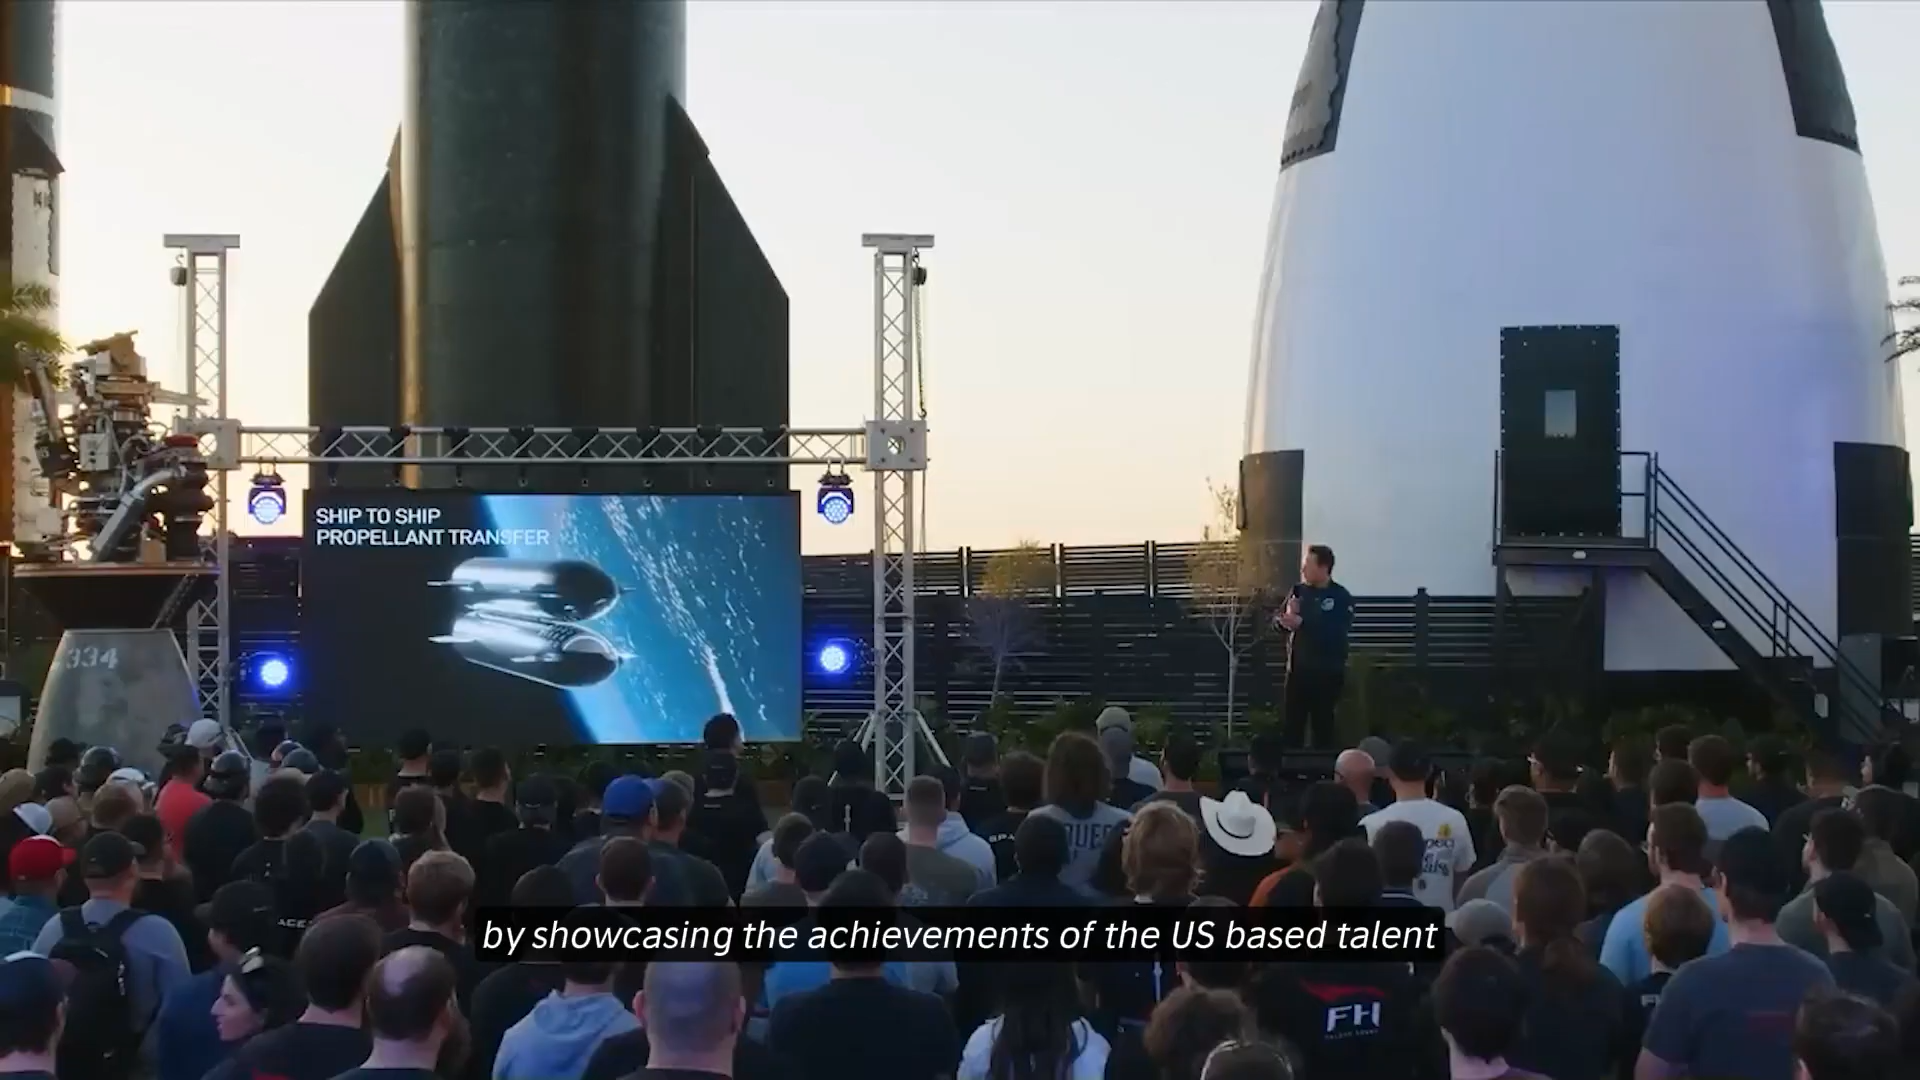 SHIP TO SHIP
PROPELLANT TRANSFER
334
by showcasing the achievements of the US based talent
FH